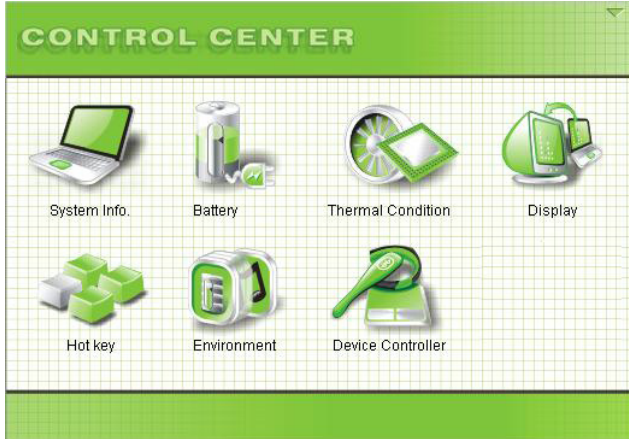 CONTROL CENTER
System Info. Battery Thermal Condition Display
Hot key Environment Device Controller